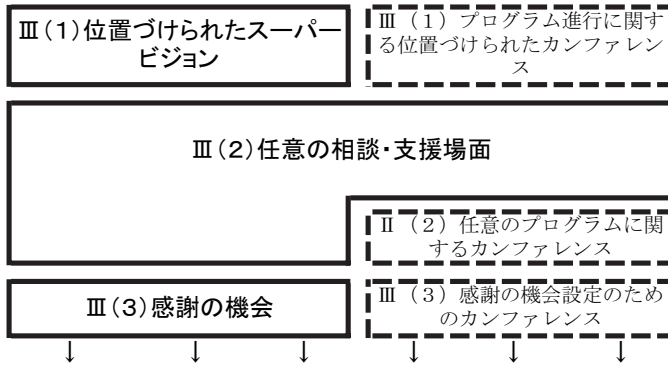 Ⅲ(1)位置づけられたスーパー
ビジョン
Ⅲ(1)プログラム進行に関す
る位置づけられたカンファレン
ス
Ⅲ(2)任意の相談・支援場面
Ⅱ(2)任意のプログラムに関
するカンファレンス
Ⅲ(3)感謝の機会
Ⅲ(3)感謝の機会設定のため
のカンファレンス
↓ ↓ ↓ ↓ ↓ ↓